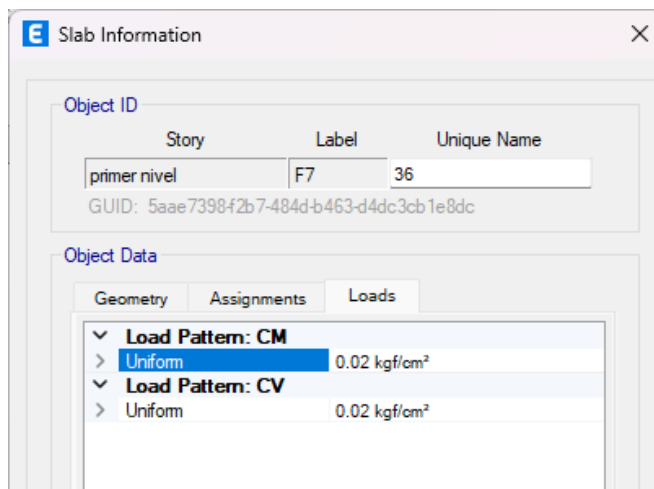 E Slab Information
Object ID
Story Label Unique Name
primer nivel F7 36
GUID: 5aae7398-f2b7-484d-b463-d4dc3cb1e8dc
Object Data
Geometry Assignments Loads
Load Pattern: CM
Uniform 0.02 kgf/cm²
Load Pattern: CV
Uniform 0.02 kgf/cm²